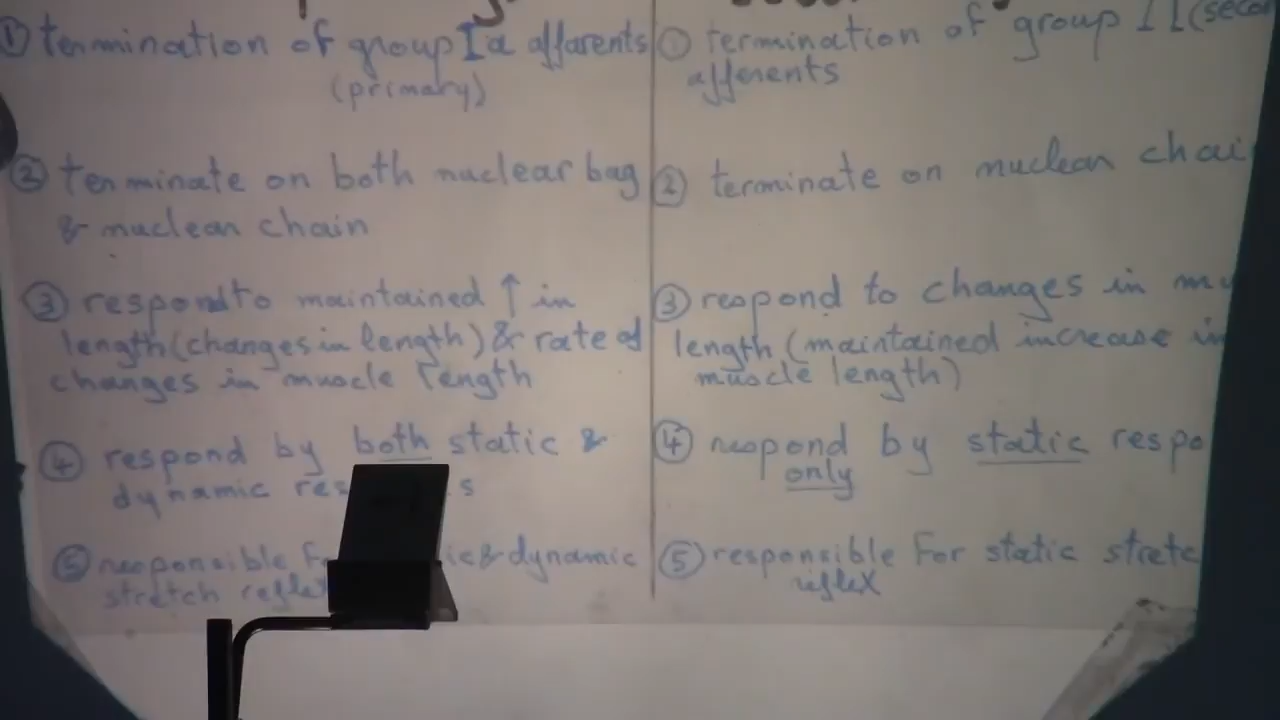 ① termination of group Ia afferents
(primary)
② terminate on both nuclear bag
& nuclear chain
③ respond to maintained ↑ in
length (changes in length) & rate of
changes in muscle length
④ respond by both static &
dynamic
⑤ responsible & dynamic
stretch reflex
① termination of group II
afferents
② terminate on nuclear
③ respond to changes in
length (maintained increase in
muscle length)
④ respond by static
only
⑤ responsible For static
reflex